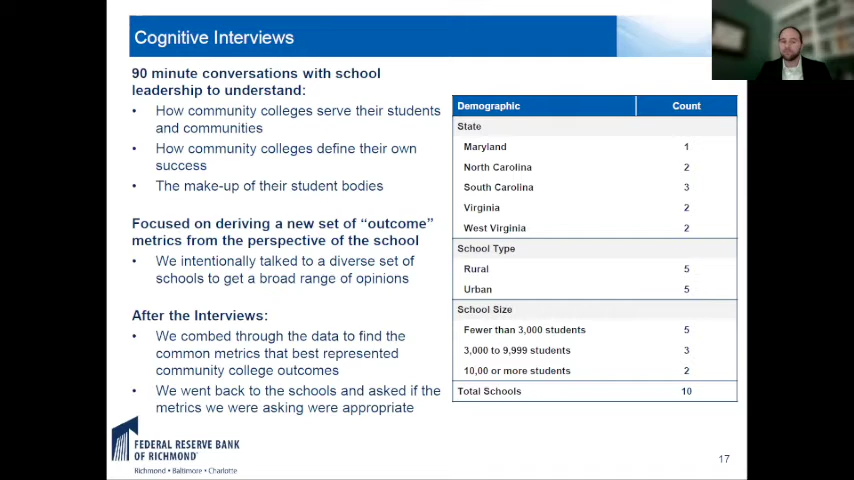 Cognitive Interviews
90 minute conversations with school
leadership to understand:
• How community colleges serve their students
and communities
• How community colleges define their own
success
• The make-up of their student bodies
Focused on deriving a new set of “outcome”
metrics from the perspective of the school
• We intentionally talked to a diverse set of
schools to get a broad range of opinions
After the Interviews:
• We combed through the data to find the
common metrics that best represented
community college outcomes
• We went back to the schools and asked if the
metrics we were asking were appropriate
Demographic Count
State
Maryland 1
North Carolina 2
South Carolina 3
Virginia 2
West Virginia 2
School Type
Rural 5
Urban 5
School Size
Fewer than 3,000 students 5
3,000 to 9,999 students 3
10,00 or more students 2
Total Schools 10
FEDERAL RESERVE BANK
OF RICHMOND
Richmond • Baltimore • Charlotte
17